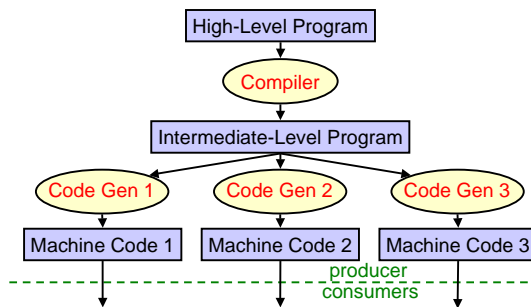 High-Level Program
Compiler
Intermediate-Level Program
Code Gen 1
Code Gen 2
Code Gen 3
Machine Code 1
Machine Code 2
Machine Code 3
producer
consumers